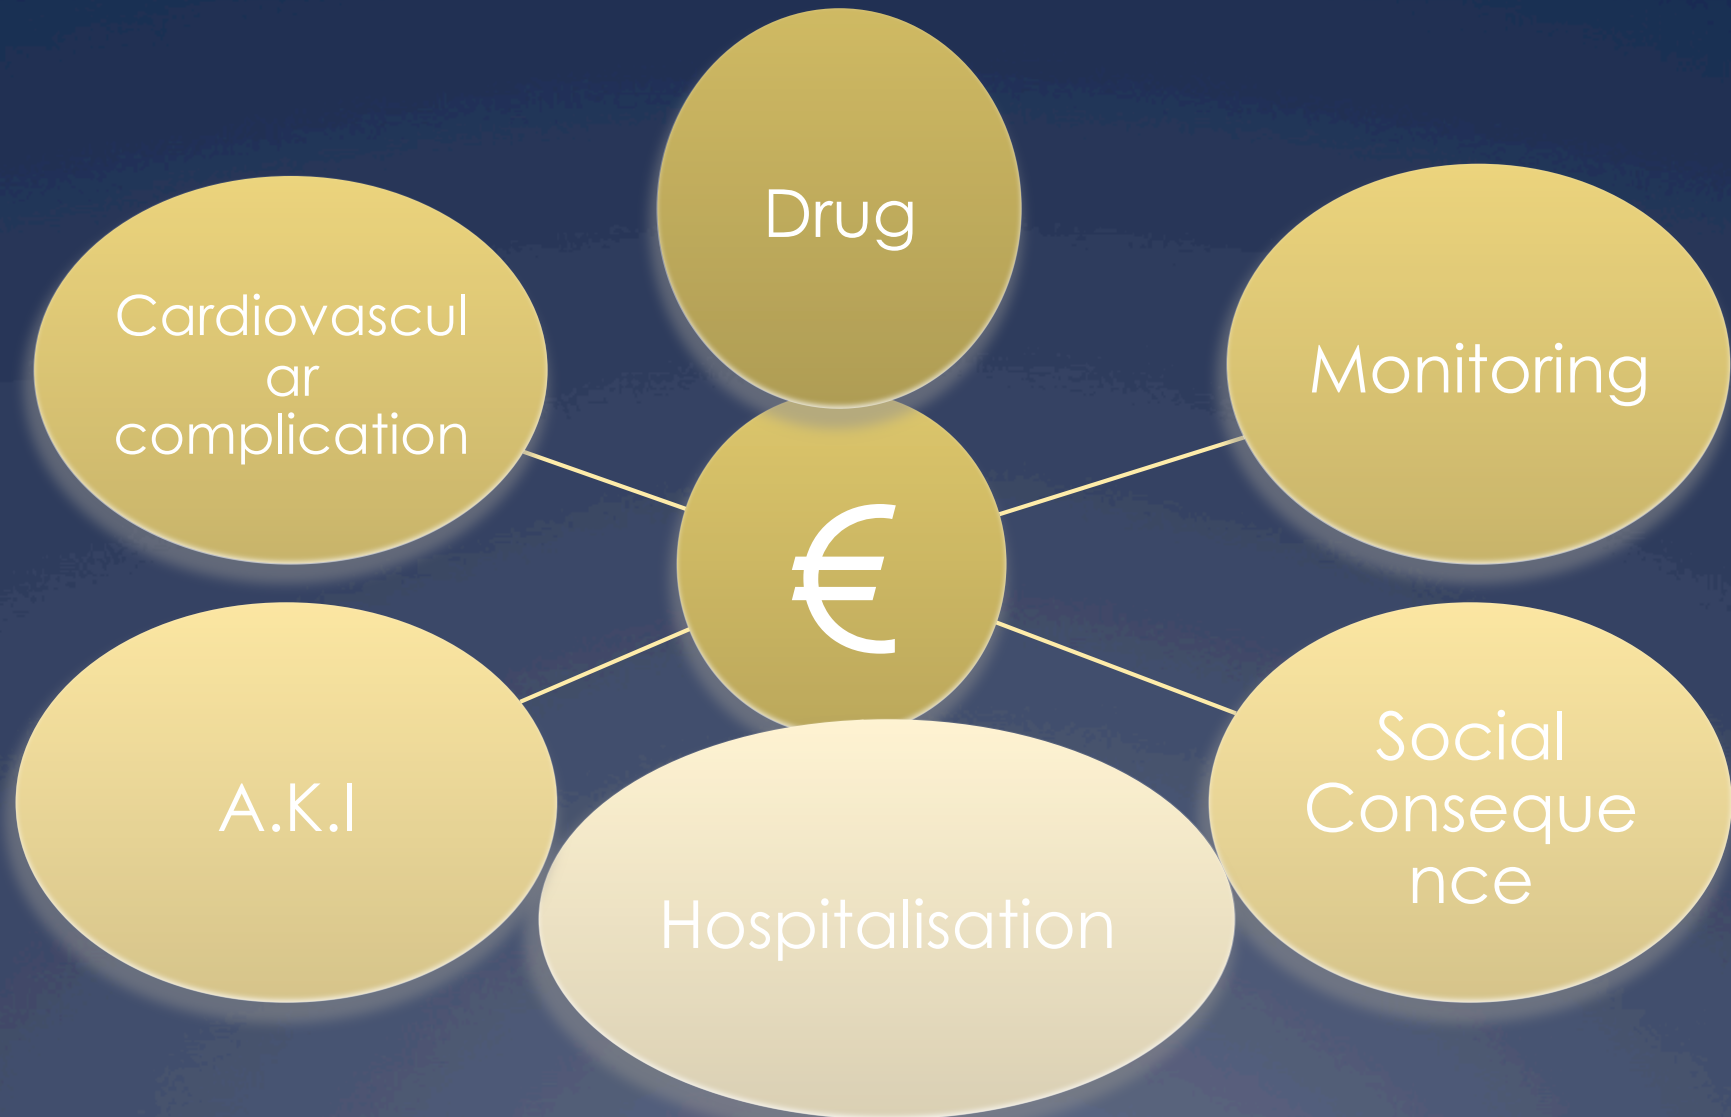 Drug
Cardiovascul
ar
complication
Monitoring
€
A.K.I
Social
Conseque
nce
Hospitalisation